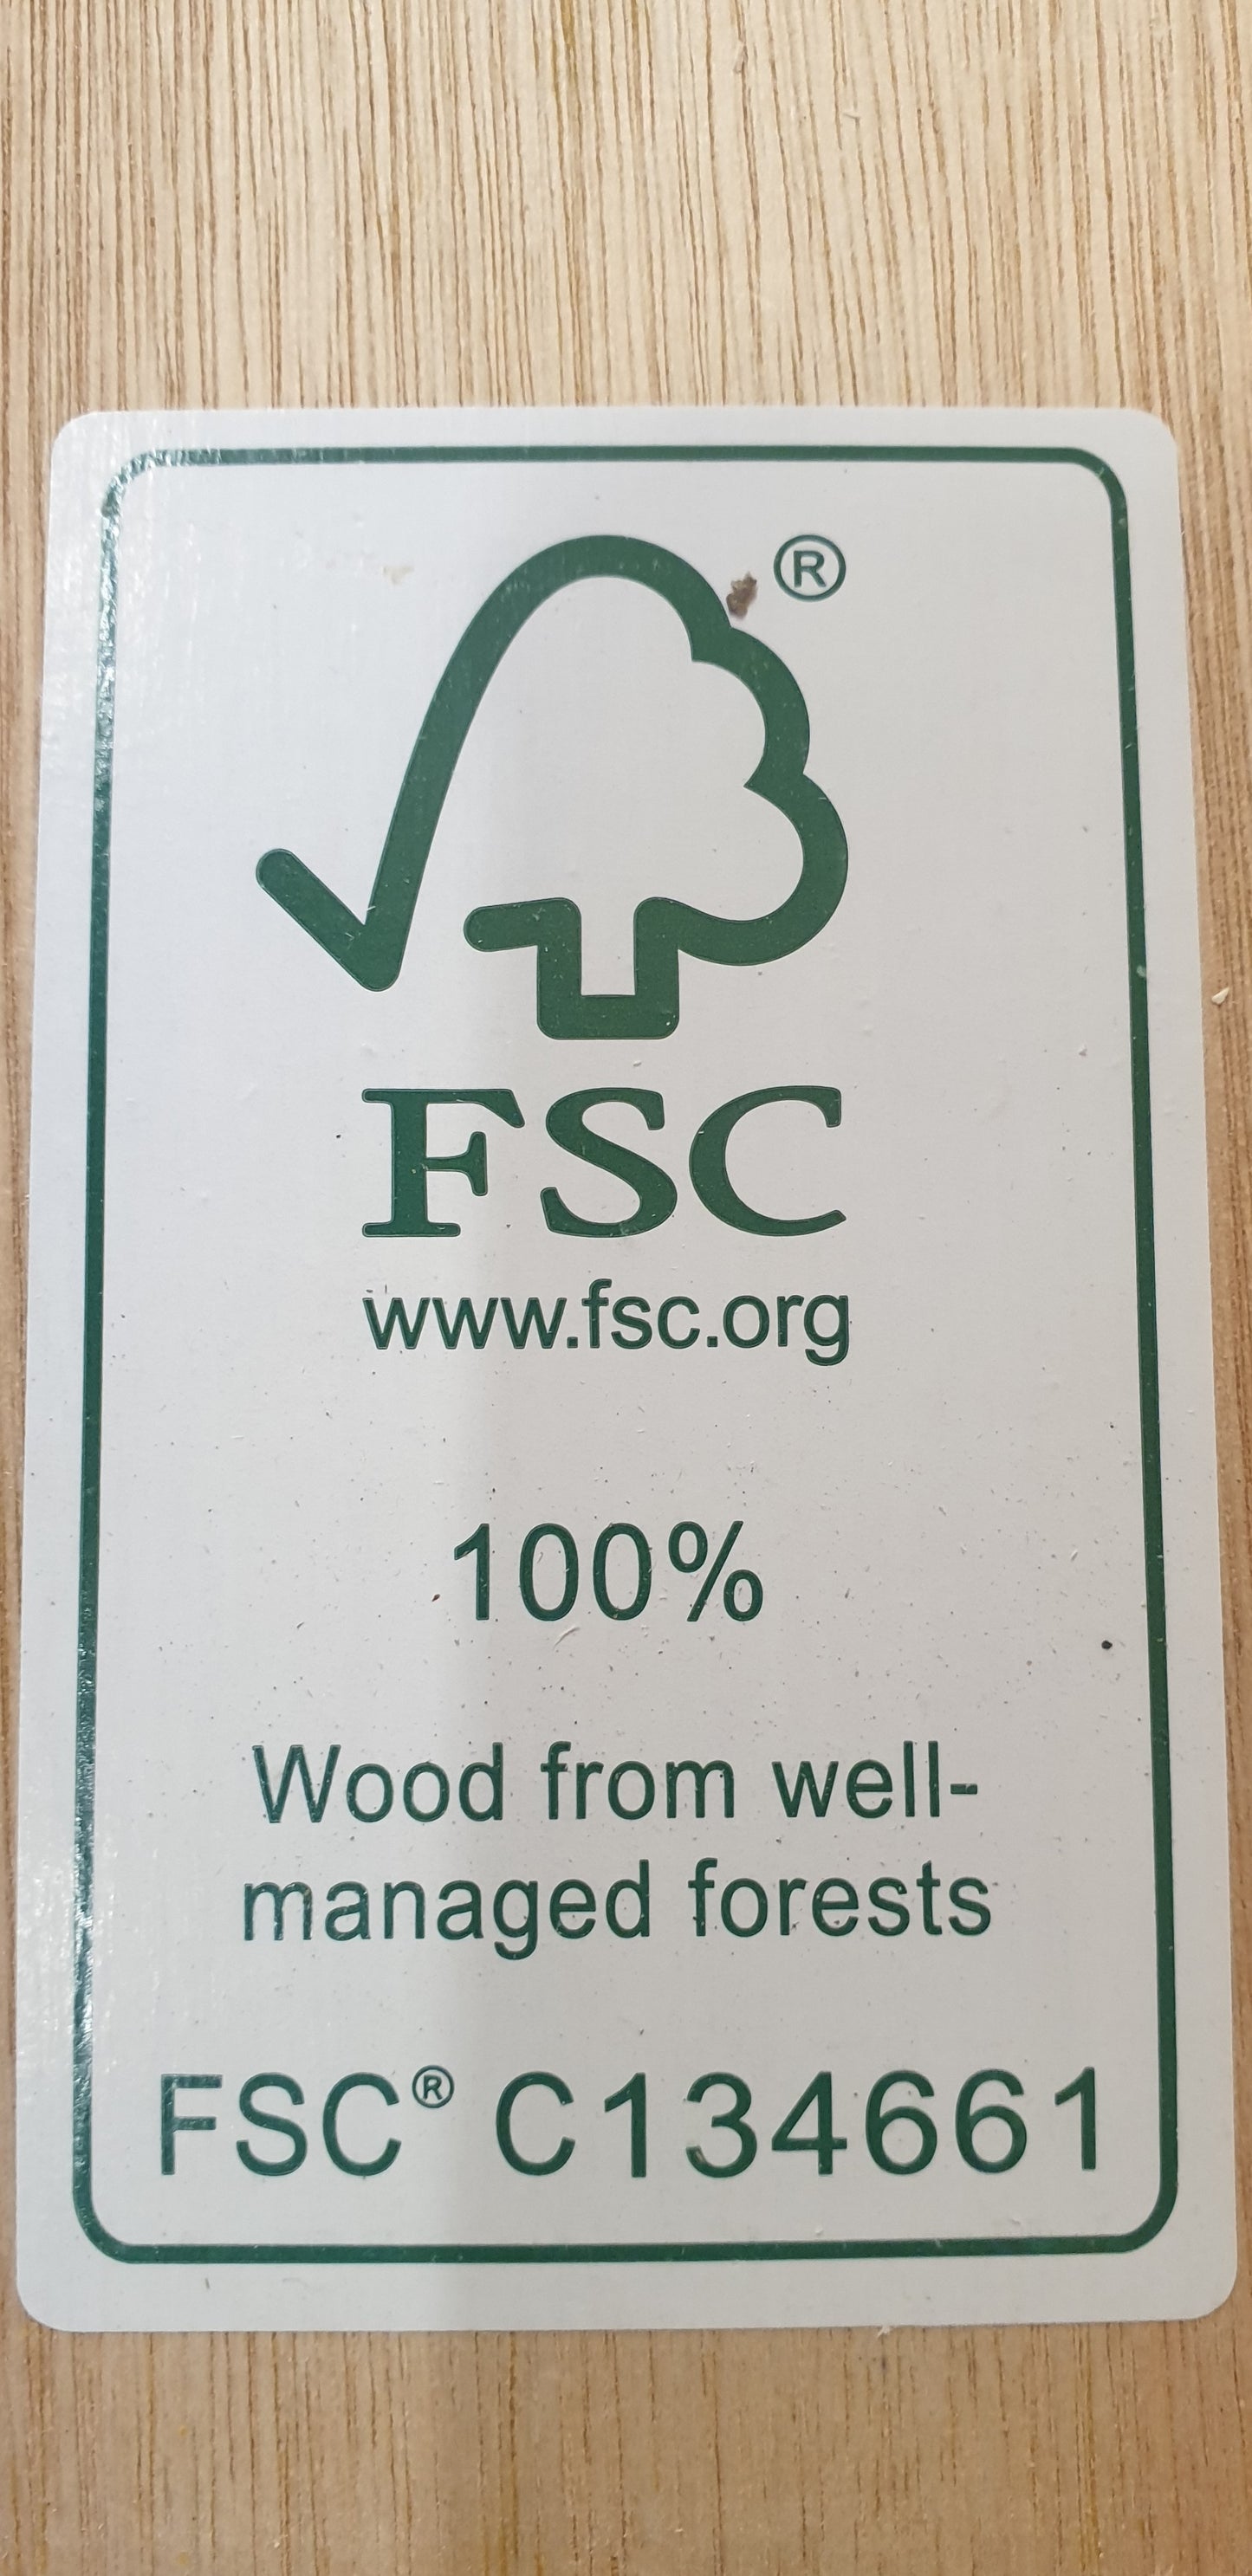 ®
FSC
www.fsc.org
100%
Wood from well-
managed forests
FSC® C134661